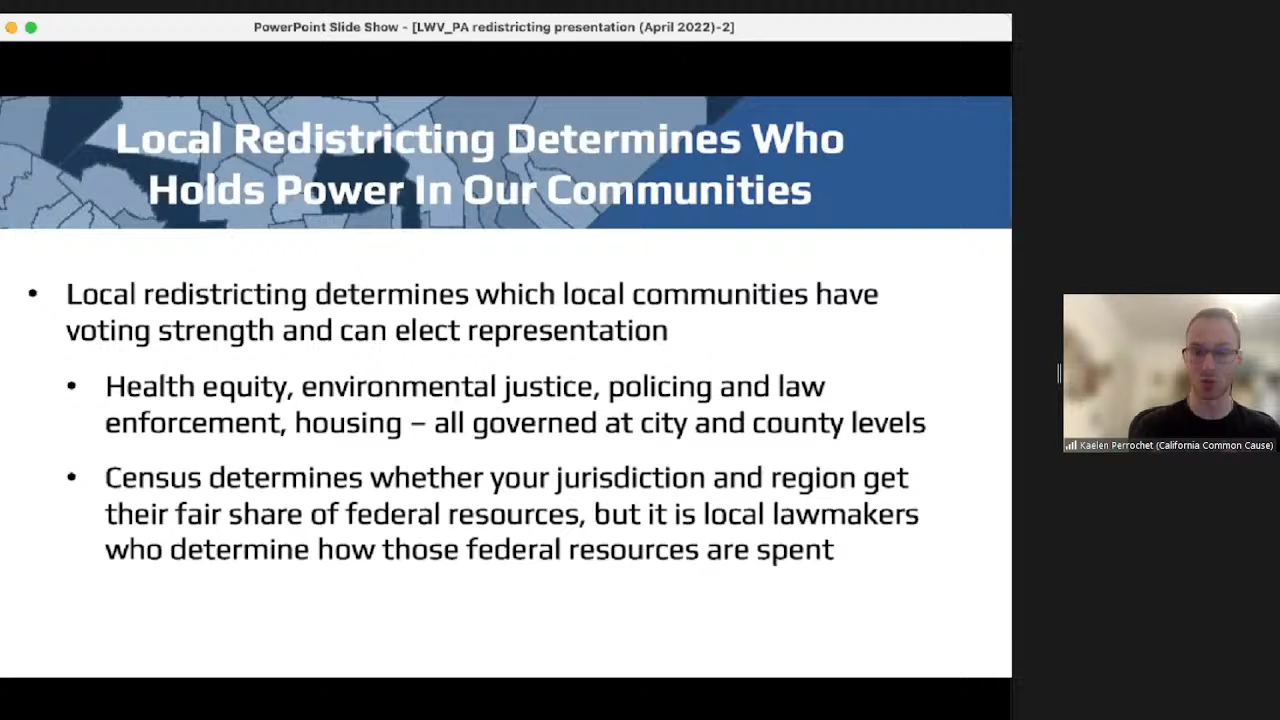 PowerPoint Slide Show - [LWV_PA redistricting presentation (April 2022)-2]
Local Redistricting Determines Who
Holds Power In Our Communities
• Local redistricting determines which local communities have
voting strength and can elect representation
• Health equity, environmental justice, policing and law
enforcement, housing – all governed at city and county levels
• Census determines whether your jurisdiction and region get
their fair share of federal resources, but it is local lawmakers
who determine how those federal resources are spent
Kaelen Perrochet (California Common Cause)